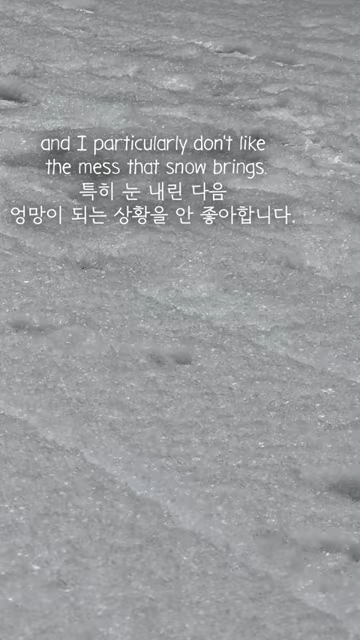 and I particularly don't like
the mess that snow brings.
특히 눈 내린 다음
엉망이 되는 상황을 안 좋아합니다.